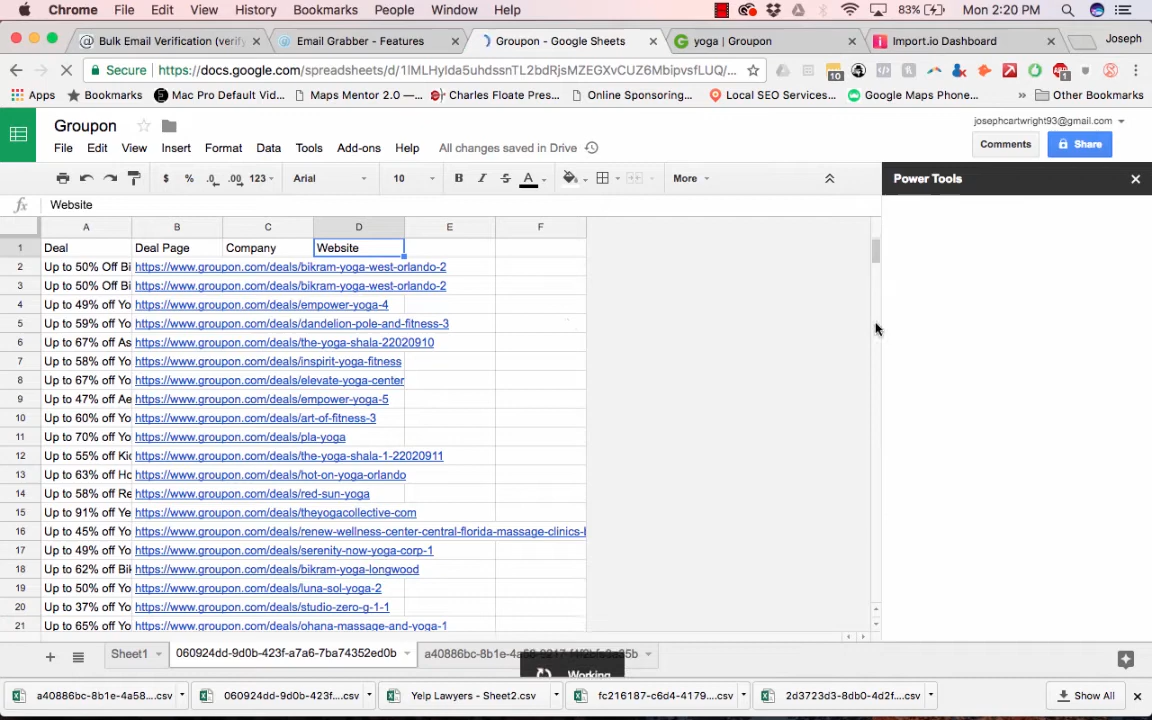 Chrome File Edit View History Bookmarks People Window Help 83% Mon 2:20 PM
Bulk Email Verification (verify Email Grabber - Features Groupon - Google Sheets yoga | Groupon Import.io Dashboard Joseph
Secure https://docs.google.com/spreadsheets/d/ 10 1
Apps Bookmarks Mac Pro Default Vid... Maps Mentor 2.0 —... Charles Floate Pres... Online Sponsoring... Local SEO Services... Google Maps Phone... » Other Bookmarks
Groupon josephcartwright93@gmail.com
File Edit View Insert Format Data Tools Add-ons Help All changes saved in Drive Comments Share
$ % .0 .00 123 Arial 10 B I S A More Power Tools
fx Website
A B C D E F
1 Deal Deal Page Company Website
2 Up to 50% Off Bi https://www.groupon.com/deals/bikram-yoga-west-orlando-2
3 Up to 50% Off Bi https://www.groupon.com/deals/bikram-yoga-west-orlando-2
4 Up to 49% off Yo https://www.groupon.com/deals/empower-yoga-4
5 Up to 59% off Yo https://www.groupon.com/deals/dandelion-pole-and-fitness-3
6 Up to 67% off As https://www.groupon.com/deals/the-yoga-shala-22020910
7 Up to 58% off Yo https://www.groupon.com/deals/inspirit-yoga-fitness
8 Up to 67% off Yo https://www.groupon.com/deals/elevate-yoga-center
9 Up to 47% off Ae https://www.groupon.com/deals/empower-yoga-5
10 Up to 60% off Yo https://www.groupon.com/deals/art-of-fitness-3
11 Up to 70% off Yo https://www.groupon.com/deals/pla-yoga
12 Up to 55% off Kic https://www.groupon.com/deals/the-yoga-shala-1-22020911
13 Up to 63% off Ho https://www.groupon.com/deals/hot-on-yoga-orlando
14 Up to 58% off Re https://www.groupon.com/deals/red-sun-yoga
15 Up to 91% off Ye https://www.groupon.com/deals/theyogacollective-com
16 Up to 45% off Yo https://www.groupon.com/deals/renew-wellness-center-central-florida-massage-clinics-
17 Up to 49% off Yo https://www.groupon.com/deals/serenity-now-yoga-corp-1
18 Up to 62% off Bik https://www.groupon.com/deals/bikram-yoga-longwood
19 Up to 50% off Yo https://www.groupon.com/deals/luna-sol-yoga-2
20 Up to 37% off Yo https://www.groupon.com/deals/studio-zero-g-1-1
21 Up to 65% off Yo https://www.groupon.com/deals/ohana-massage-and-yoga-1
+ Sheet1 060924dd-9d0b-423f-a7a6-7ba74352ed0b
Working
a40886bc-8b1e-4a58....csv 060924dd-9d0b-423f....csv Yelp Lawyers - Sheet2.csv fc216187-c6d4-4179....csv 2d3723d3-8db0-4d2f....csv Show All